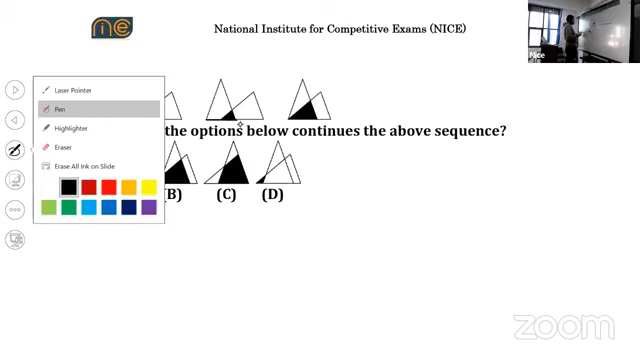 nie
National Institute for Competitive Exams (NICE)
Nice
Laser Pointer
Pen
the options below continues the above sequence?
Highlighter
Eraser
Erase All Ink on Slide
(B) (C) (D)
zoom